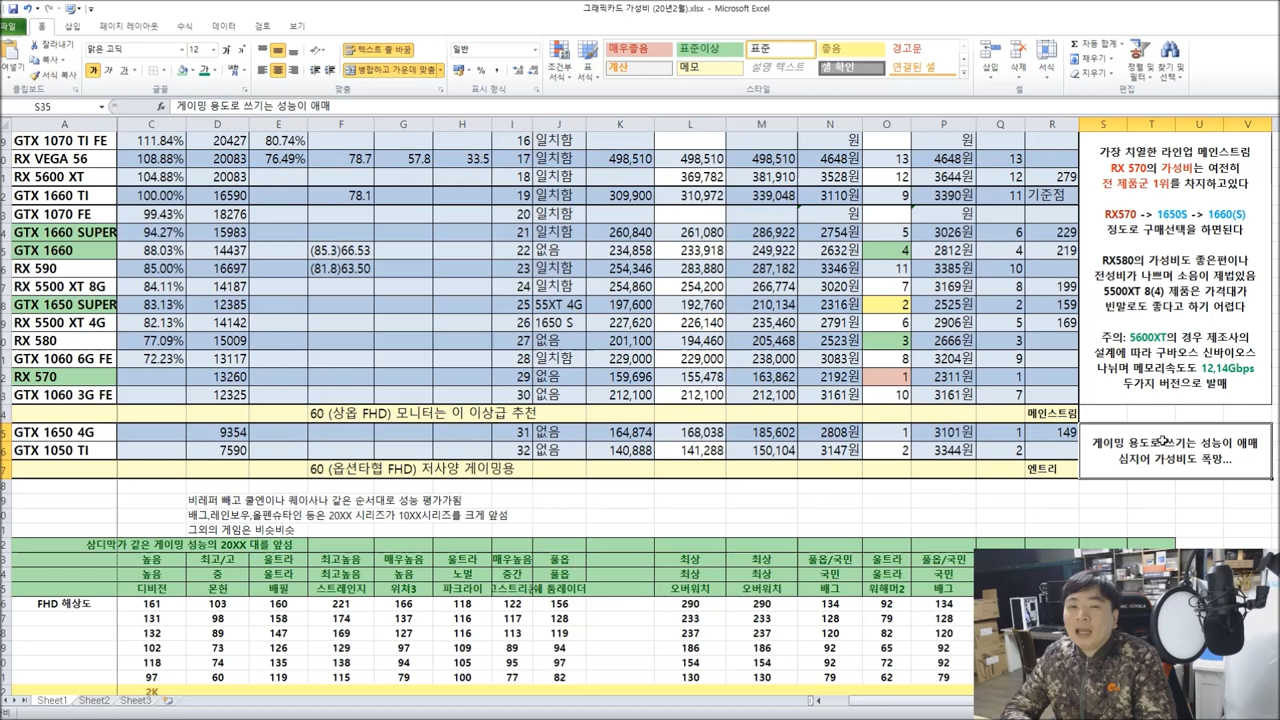 그래픽카드 가성비 (20년2월).xlsx - Microsoft Excel
파일 홈 삽입 페이지 레이아웃 수식 데이터 검토 보기
잘라내기 맑은 고딕 12 텍스트 줄 바꿈 일반 매우좋음 표준이상 표준 좋음 경고문 자동 합계
복사 채우기
서식 복사 가 가 가 병합하고 가운데 맞춤 계산 메모 설명 텍스트 셀 확인 연결된 셀 지우기
조건부 서식 표 서식 삽입 삭제 서식 정렬 및 필터 찾기 및 선택
클립보드 글꼴 맞춤 표시 형식 스타일 셀 편집
S35 게이밍 용도로 쓰기는 성능이 애매
A C D E F G H I J K L M N O P Q R S T U V
GTX 1070 TI FE 111.84% 20427 80.74% 16 일치함 원 원
RX VEGA 56 108.88% 20083 76.49% 78.7 57.8 33.5 17 일치함 498,510 498,510 498,510 4648원 13 4648원 13
RX 5600 XT 104.88% 20083 18 일치함 369,782 381,910 3528원 12 3644원 12 279
GTX 1660 TI 100.00% 16590 78.1 19 일치함 309,900 310,972 339,048 3110원 9 3390원 11 기준점
GTX 1070 FE 99.43% 18276 20 일치함 원 원
GTX 1660 SUPER 94.27% 15983 21 일치함 260,840 261,080 286,922 2754원 5 3026원 6 229
GTX 1660 88.03% 14437 (85.3)66.53 22 없음 234,858 233,918 249,922 2632원 4 2812원 4 219
RX 590 85.00% 16697 (81.8)63.50 23 일치함 254,346 283,880 287,182 3346원 11 3385원 10
RX 5500 XT 8G 84.11% 14187 24 일치함 254,860 254,200 266,774 3020원 7 3169원 8 199
GTX 1650 SUPER 83.13% 12385 25 55XT 4G 197,600 192,760 210,134 2316원 2 2525원 2 159
RX 5500 XT 4G 82.13% 14142 26 1650 S 227,620 226,140 235,460 2791원 6 2906원 5 169
RX 580 77.09% 15009 27 없음 201,100 194,460 205,468 2523원 3 2666원 3
GTX 1060 6G FE 72.23% 13117 28 일치함 229,000 229,000 238,000 3083원 8 3204원 9
RX 570 13260 29 없음 159,696 155,478 163,862 2192원 1 2311원 1
GTX 1060 3G FE 12325 30 없음 212,100 212,100 212,100 3161원 10 3161원 7
60 (상옵 FHD) 모니터는 이 이상급 추천 메인스트림
GTX 1650 4G 9354 31 없음 164,874 168,038 185,602 2808원 1 3101원 1 149
GTX 1050 TI 7590 32 없음 140,888 141,288 150,104 3147원 2 3344원 2
60 (옵션타협 FHD) 저사양 게이밍용 엔트리
가장 치열한 라인업 메인스트림
RX 570의 가성비는 여전히
전 제품군 1위를 차지하고있다
RX570 -> 1650S -> 1660(S)
정도로 구매선택을 하면된다
RX580의 가성비도 좋은편이나
전성비가 나쁘며 소음이 제법있음
5500XT 8(4) 제품은 가격대가
빈말로도 좋다고 하기 어렵다
주의: 5600XT의 경우 제조사의
설계에 따라 구바오스 신바이오스
나뉘며 메모리속도도 12,14Gbps
두가지 버전으로 발매
게이밍 용도로 쓰기는 성능이 애매
심지어 가성비도 폭망...
비레퍼 빼고 쿨엔이나 퀘이사나 같은 순서대로 성능 평가가됨
배그,레인보우,울펜슈타인 등은 20XX 시리즈가 10XX시리즈를 크게 앞섬
그외의 게임은 비슷비슷
상디막가 같은 게이밍 성능의 20XX 대를 앞섬
높음 최고/고 울트라 최고높음 매우높음 울트라 매우높음 풀옵 최상 최상 풀옵/국민 울트라 풀옵/국민
높음 중 울트라 최고높음 높음 노멀 중간 풀옵 최상 최상 국민 울트라 국민
디비전 온헌 배필 스트레인지 위치3 파크라이 고스트리콘 쉐 툼레이더 오버워치 오버워치 배그 워해머2 배그
FHD 해상도 161 103 160 221 166 118 122 156 290 290 134 92 134
131 98 158 174 137 116 117 128 233 233 128 79 128
132 89 147 169 127 116 113 119 237 237 120 82 120
102 73 126 129 97 109 89 94 186 186 92 65 92
118 74 135 138 94 105 95 97 154 154 92 62 92
97 60 119 115 79 100 77 82 130 130 79 62 79
2K
Sheet1 Sheet2 Sheet3